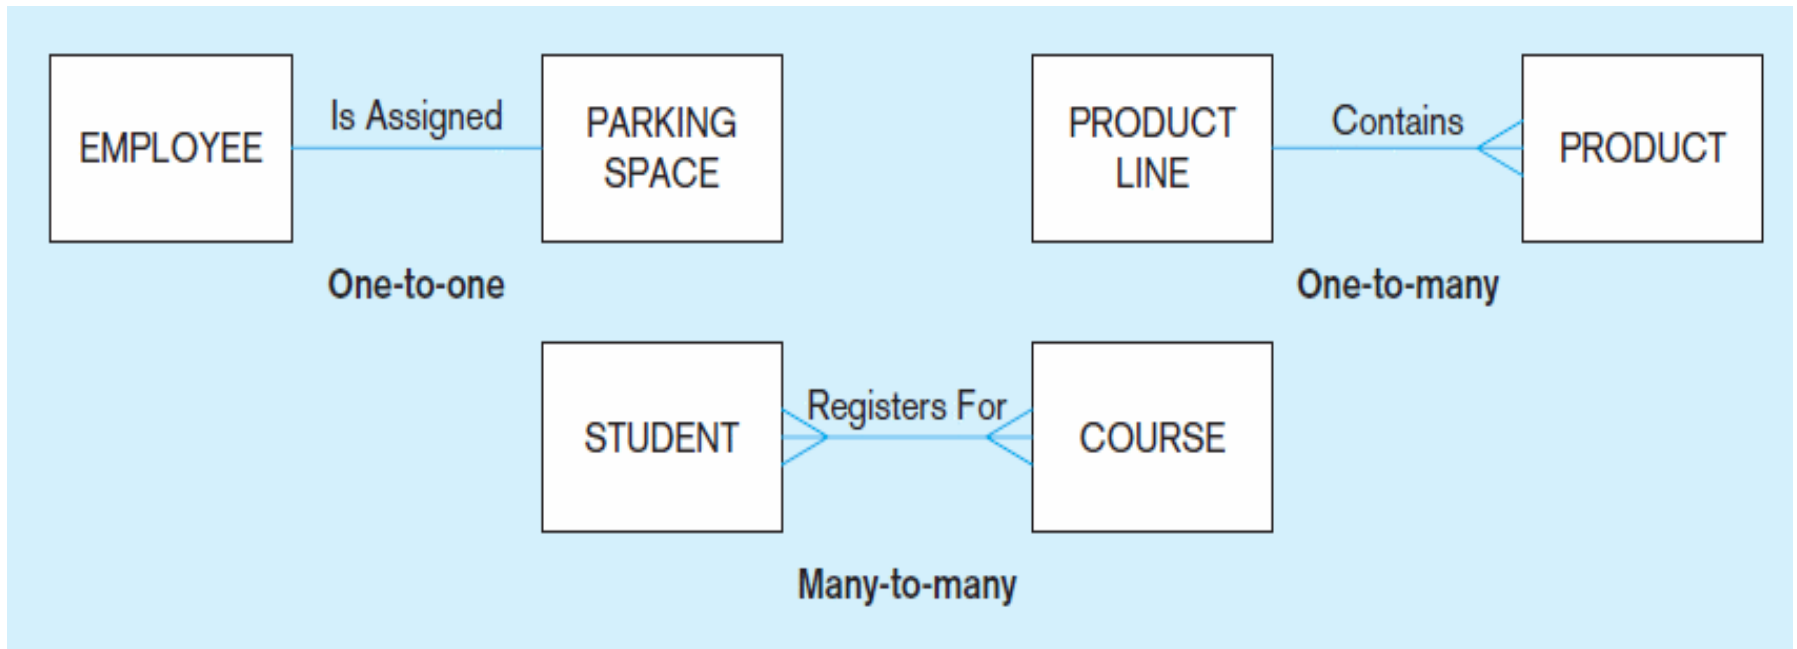 EMPLOYEE
Is Assigned
PARKING
SPACE
One-to-one
PRODUCT
LINE
Contains
PRODUCT
One-to-many
STUDENT
Registers For
COURSE
Many-to-many